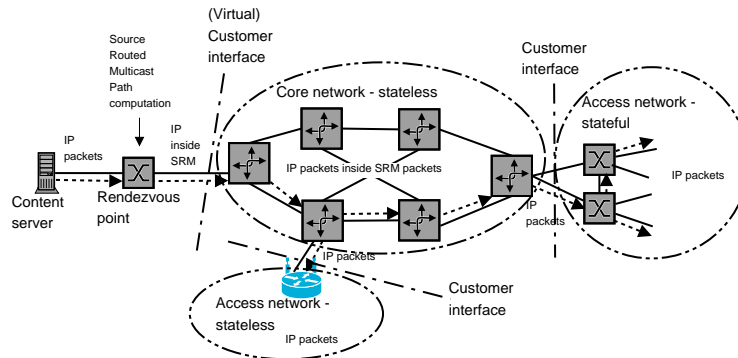 (Virtual)
Customer
interface
Source
Routed
Multicast
Path
computation
IP
packets
IP
inside
SRM
Content
server
Rendezvous
point
Core network - stateless
IP packets inside SRM packets
Customer
interface
Access network -
stateful
IP packets
IP
packets
IP
packets
Customer
interface
Access network -
stateless
IP packets